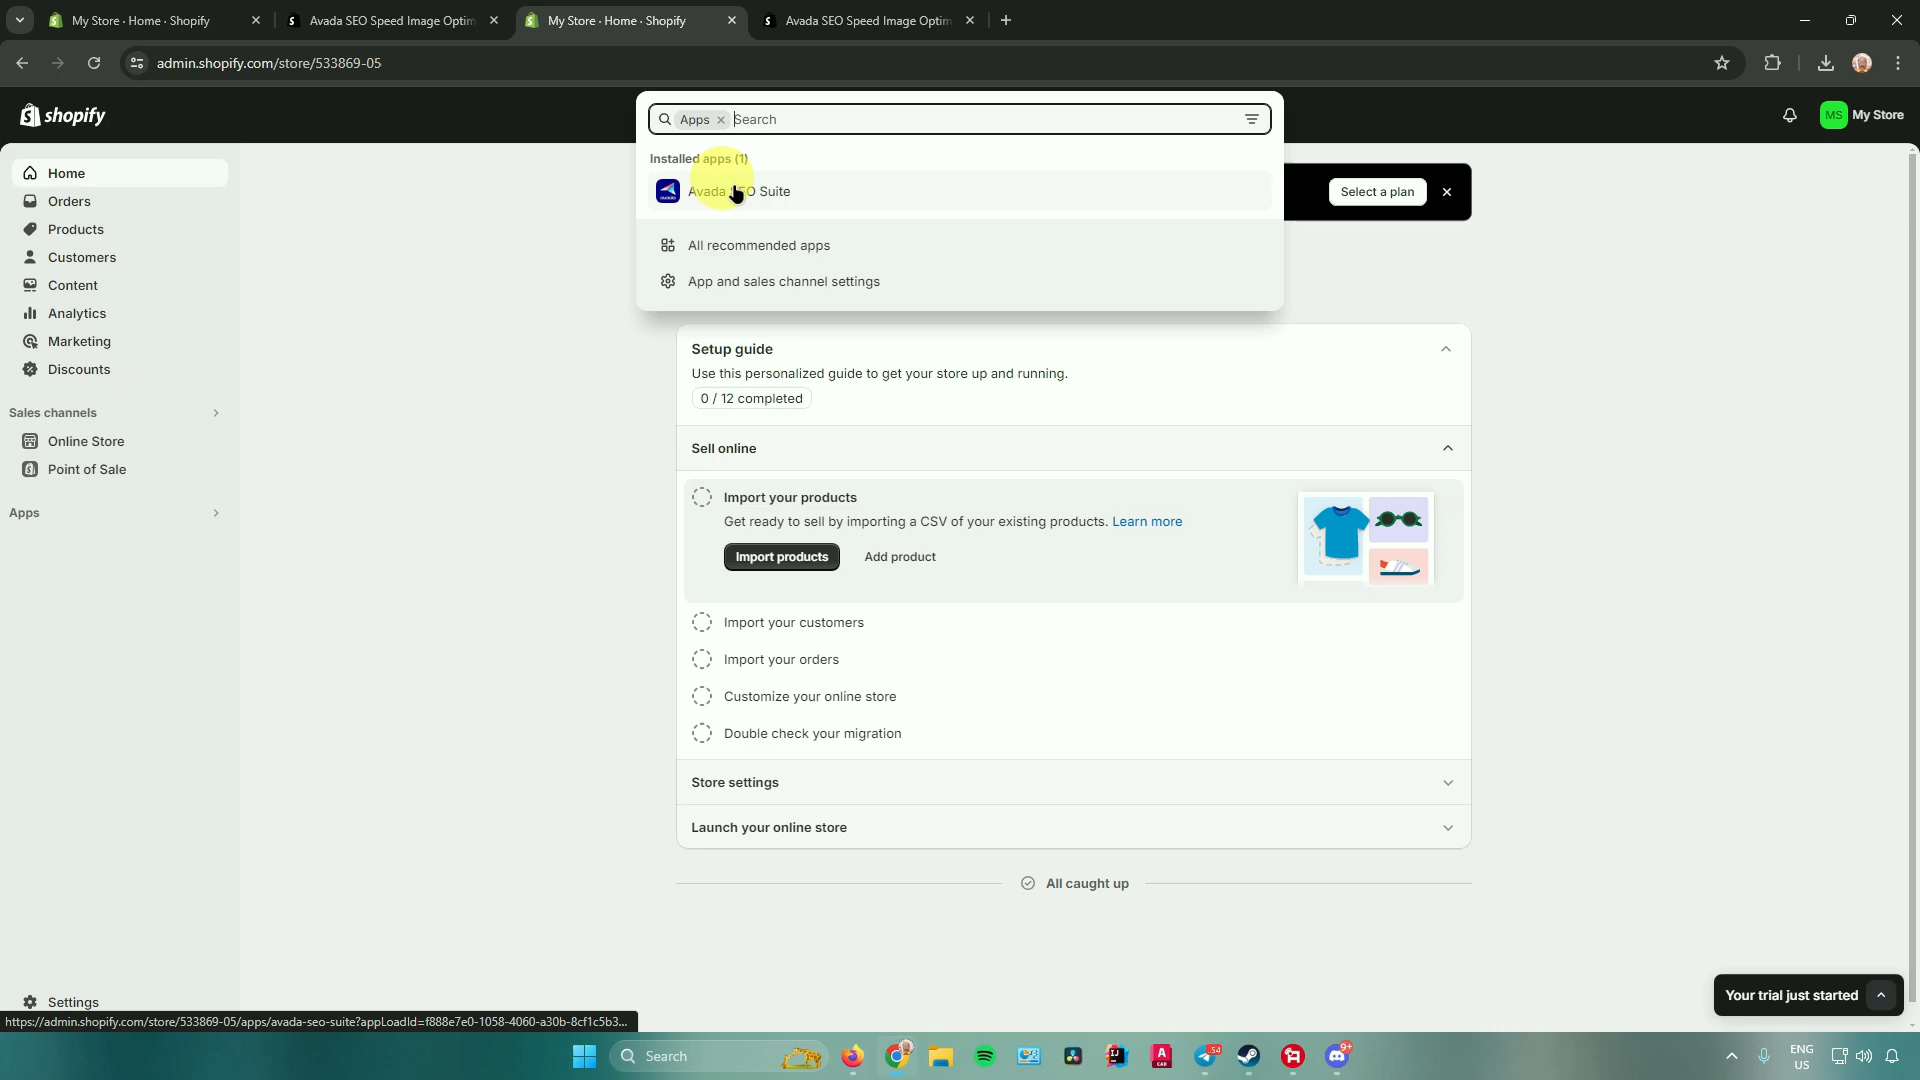 My Store · Home · Shopify
Avada SEO Speed Image Optim
My Store · Home · Shopify
Avada SEO Speed Image Optim
admin.shopify.com/store/533869-05
shopify
MS My Store
Apps Search
Installed apps (1)
Avada SEO Suite
All recommended apps
App and sales channel settings
Select a plan
Home
Orders
Products
Customers
Content
Analytics
Marketing
Discounts
Sales channels
Online Store
Point of Sale
Apps
Settings
Setup guide
Use this personalized guide to get your store up and running.
0 / 12 completed
Sell online
Import your products
Get ready to sell by importing a CSV of your existing products. Learn more
Import products
Add product
Import your customers
Import your orders
Customize your online store
Double check your migration
Store settings
Launch your online store
All caught up
Your trial just started
https://admin.shopify.com/store/533869-05/apps/avada-seo-suite?appLoadId=f888e7e0-1058-4060-a30b-8cf1c5b3...
Search
54
9+
ENG
US